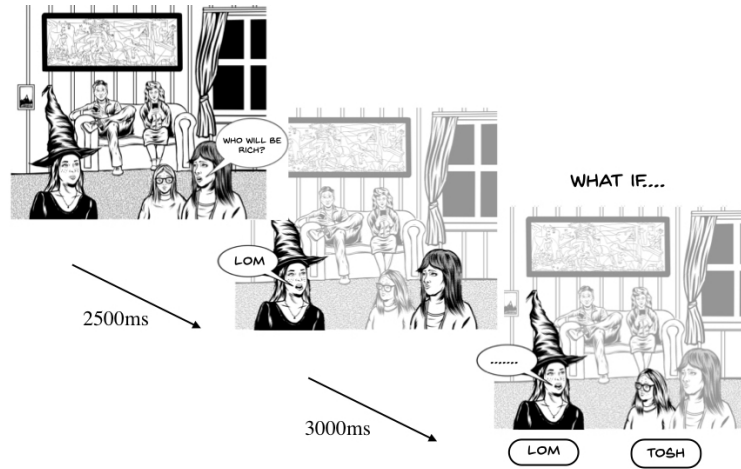 WHO WILL BE
RICH?
LOM
2500ms
WHAT IF....
.......
3000ms
LOM
TOSH